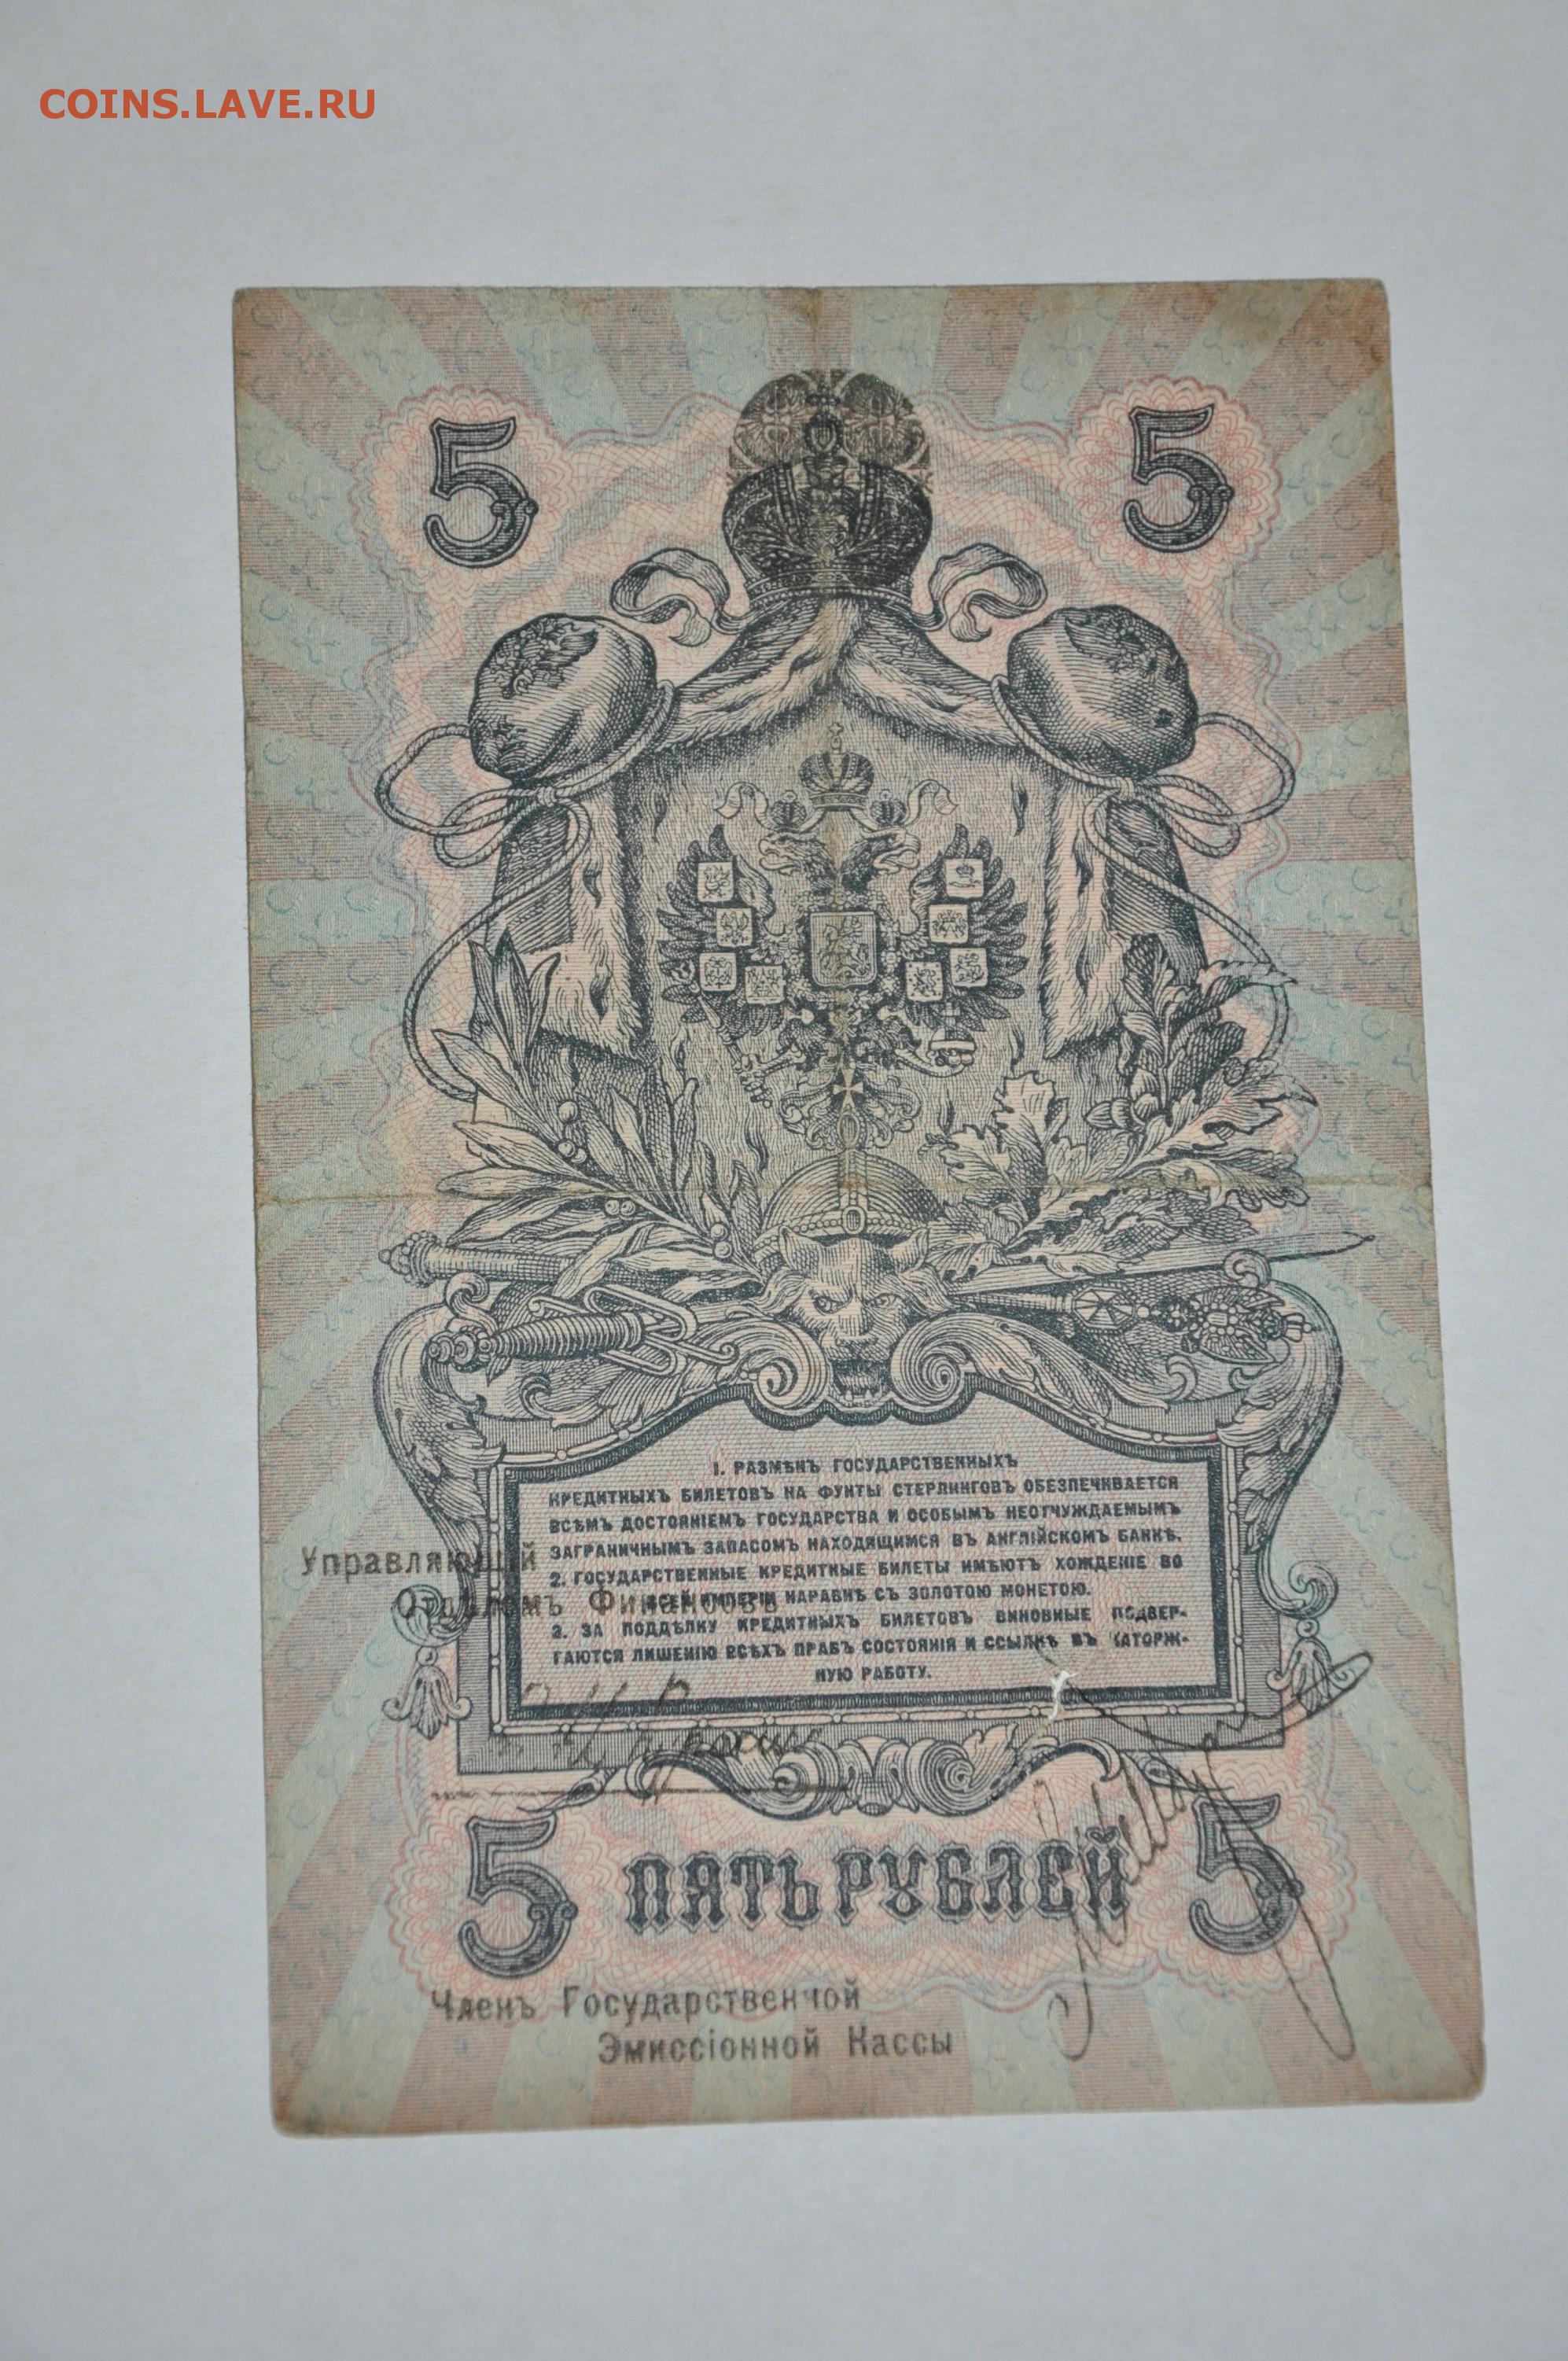 COINS.LAVE.RU
5 5
1. РАЗМѢНЪ ГОСУДАРСТВЕННЫХЪ
КРЕДИТНЫХЪ БИЛЕТОВЪ НА ФУНТЫ СТЕРЛИНГОВЪ ОБЕЗПЕЧИВАЕТСЯ
ВСѢМЪ ДОСТОЯНІЕМЪ ГОСУДАРСТВА И ОСОБЫМЪ НЕОТЧУЖДАЕМЫМЪ
ЗАГРАНИЧНЫМЪ ЗАПАСОМЪ НАХОДЯЩИМСЯ ВЪ АНГЛІЙСКОМЪ БАНКѢ.
2. ГОСУДАРСТВЕННЫЕ КРЕДИТНЫЕ БИЛЕТЫ ИМѢЮТЪ ХОЖДЕНІЕ ВО
ВСЕЙ ИМПЕРІИ НАРАВНѢ СЪ ЗОЛОТОЮ МОНЕТОЮ.
3. ЗА ПОДДѢЛКУ КРЕДИТНЫХЪ БИЛЕТОВЪ ВИНОВНЫЕ ПОДВЕР-
ГАЮТСЯ ЛИШЕНІЮ ВСѢХЪ ПРАВЪ СОСТОЯНІЯ И ССЫЛКѢ ВЪ КАТОРЖ-
НУЮ РАБОТУ.
Управляющій
Отдѣломъ Финансовъ
5 ПЯТЬ РУБЛЕЙ 5
Членъ Государственной
Эмиссіонной Кассы